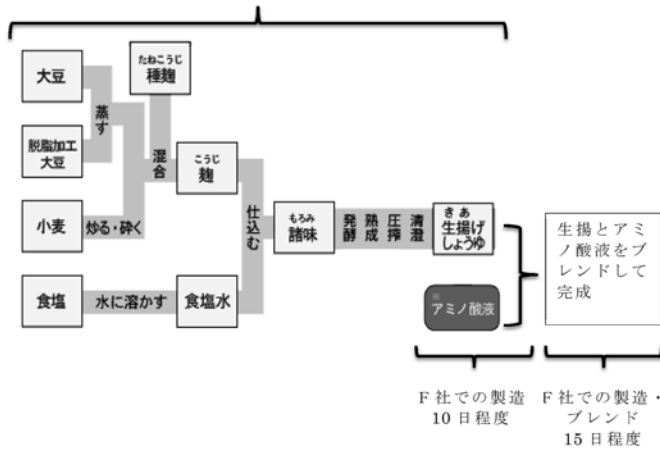 たねこうじ
種麹
大豆
蒸す
脱脂加工
大豆
混合
こうじ
麹
小麦
炒る・砕く
仕込む
もろみ
諸味
発酵
熟成
圧搾
清澄
きあ
生揚げ
しょうゆ
食塩
水に溶かす
食塩水
アミノ酸液
生揚とアミ
ノ酸液をブ
レンドして
完成
F社での製造
10日程度
F社での製造・
ブレンド
15日程度